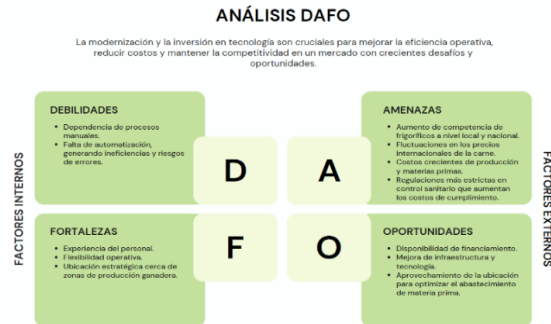 ANÁLISIS DAFO
La modernización y la inversión en tecnología son cruciales para mejorar la eficiencia operativa,
reducir costos y mantener la competitividad en un mercado con crecientes desafíos y
oportunidades.
FACTORES INTERNOS
DEBILIDADES
• Dependencia de procesos
manuales.
• Falta de automatización,
generando ineficiencias y riesgos
de errores.
D
A
AMENAZAS
• Aumento de competencia de
frigoríficos a nivel local y nacional.
• Fluctuaciones en los precios
internacionales de la carne.
• Costos crecientes de producción
y materias primas.
• Regulaciones más estrictas en
control sanitario que aumentan
los costos de cumplimiento.
FORTALEZAS
• Experiencia del personal.
• Flexibilidad operativa.
• Ubicación estratégica cerca de
zonas de producción ganadera.
F
O
OPORTUNIDADES
• Disponibilidad de financiamiento.
• Mejora de infraestructura y
tecnología.
• Aprovechamiento de la ubicación
para optimizar el abastecimiento
de materia prima.
FACTORES EXTERNOS